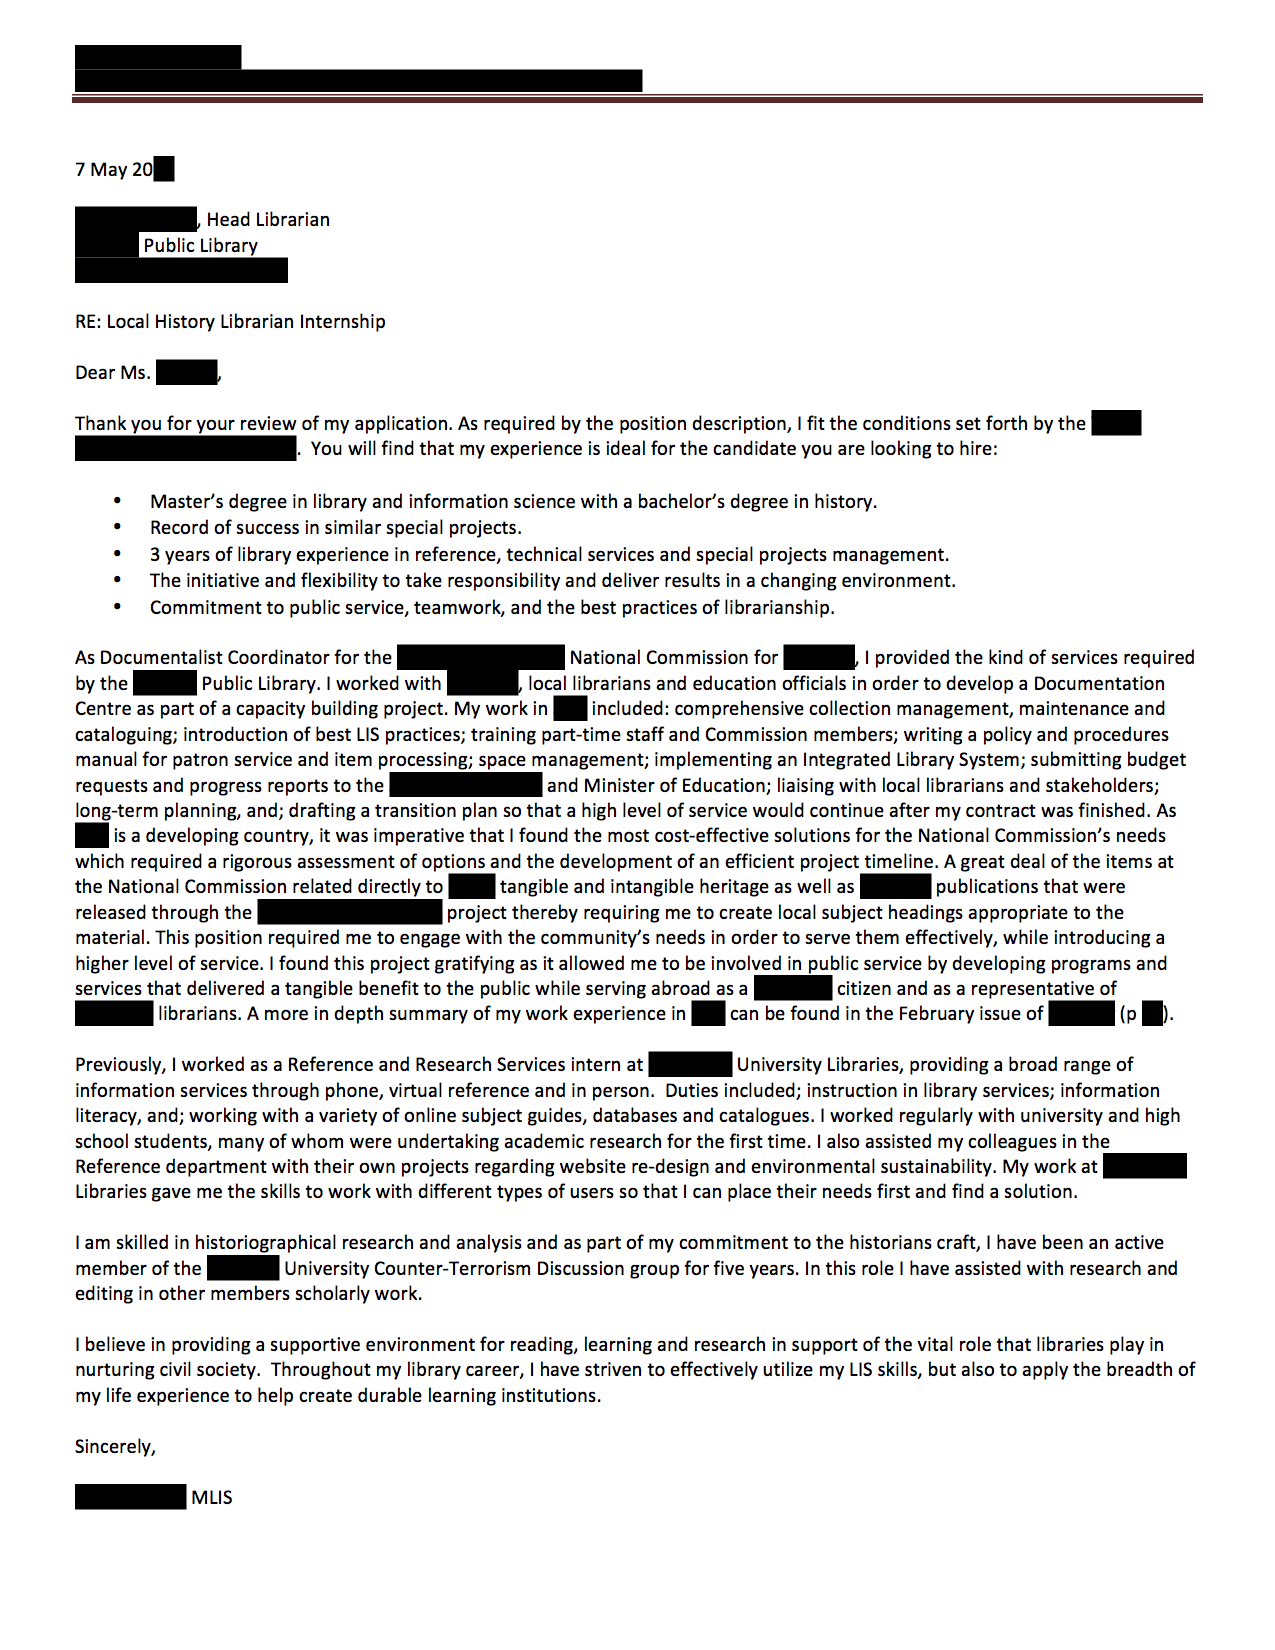 7 May 20
, Head Librarian
Public Library
RE: Local History Librarian Internship
Dear Ms. ,
Thank you for your review of my application. As required by the position description, I fit the conditions set forth by the
. You will find that my experience is ideal for the candidate you are looking to hire:
• Master’s degree in library and information science with a bachelor’s degree in history.
• Record of success in similar special projects.
• 3 years of library experience in reference, technical services and special projects management.
• The initiative and flexibility to take responsibility and deliver results in a changing environment.
• Commitment to public service, teamwork, and the best practices of librarianship.
As Documentalist Coordinator for the National Commission for , I provided the kind of services required
by the Public Library. I worked with , local librarians and education officials in order to develop a Documentation
Centre as part of a capacity building project. My work in included: comprehensive collection management, maintenance and
cataloguing; introduction of best LIS practices; training part-time staff and Commission members; writing a policy and procedures
manual for patron service and item processing; space management; implementing an Integrated Library System; submitting budget
requests and progress reports to the and Minister of Education; liaising with local librarians and stakeholders;
long-term planning, and; drafting a transition plan so that a high level of service would continue after my contract was finished. As
is a developing country, it was imperative that I found the most cost-effective solutions for the National Commission’s needs
which required a rigorous assessment of options and the development of an efficient project timeline. A great deal of the items at
the National Commission related directly to tangible and intangible heritage as well as publications that were
released through the project thereby requiring me to create local subject headings appropriate to the
material. This position required me to engage with the community’s needs in order to serve them effectively, while introducing a
higher level of service. I found this project gratifying as it allowed me to be involved in public service by developing programs and
services that delivered a tangible benefit to the public while serving abroad as a citizen and as a representative of
librarians. A more in depth summary of my work experience in can be found in the February issue of (p ).
Previously, I worked as a Reference and Research Services intern at University Libraries, providing a broad range of
information services through phone, virtual reference and in person. Duties included; instruction in library services; information
literacy, and; working with a variety of online subject guides, databases and catalogues. I worked regularly with university and high
school students, many of whom were undertaking academic research for the first time. I also assisted my colleagues in the
Reference department with their own projects regarding website re-design and environmental sustainability. My work at
Libraries gave me the skills to work with different types of users so that I can place their needs first and find a solution.
I am skilled in historiographical research and analysis and as part of my commitment to the historians craft, I have been an active
member of the University Counter-Terrorism Discussion group for five years. In this role I have assisted with research and
editing in other members scholarly work.
I believe in providing a supportive environment for reading, learning and research in support of the vital role that libraries play in
nurturing civil society. Throughout my library career, I have striven to effectively utilize my LIS skills, but also to apply the breadth of
my life experience to help create durable learning institutions.
Sincerely,
MLIS